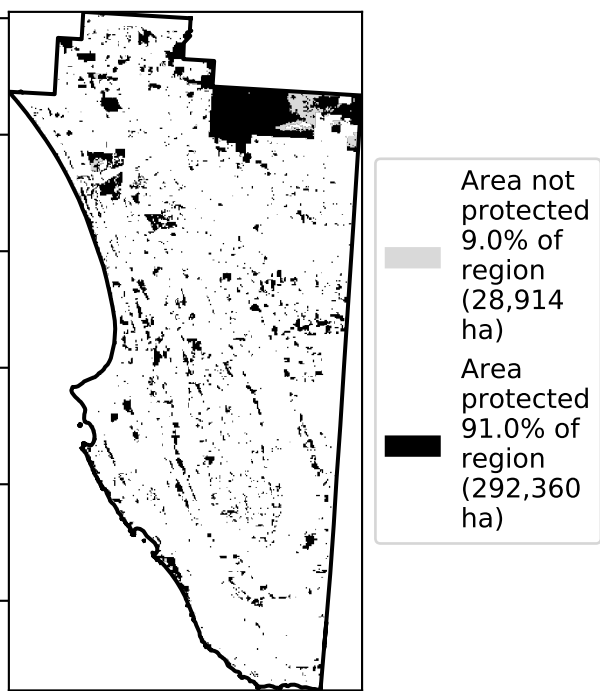 Area not
protected
9.0% of
region
(28,914
ha)
Area
protected
91.0% of
region
(292,360
ha)